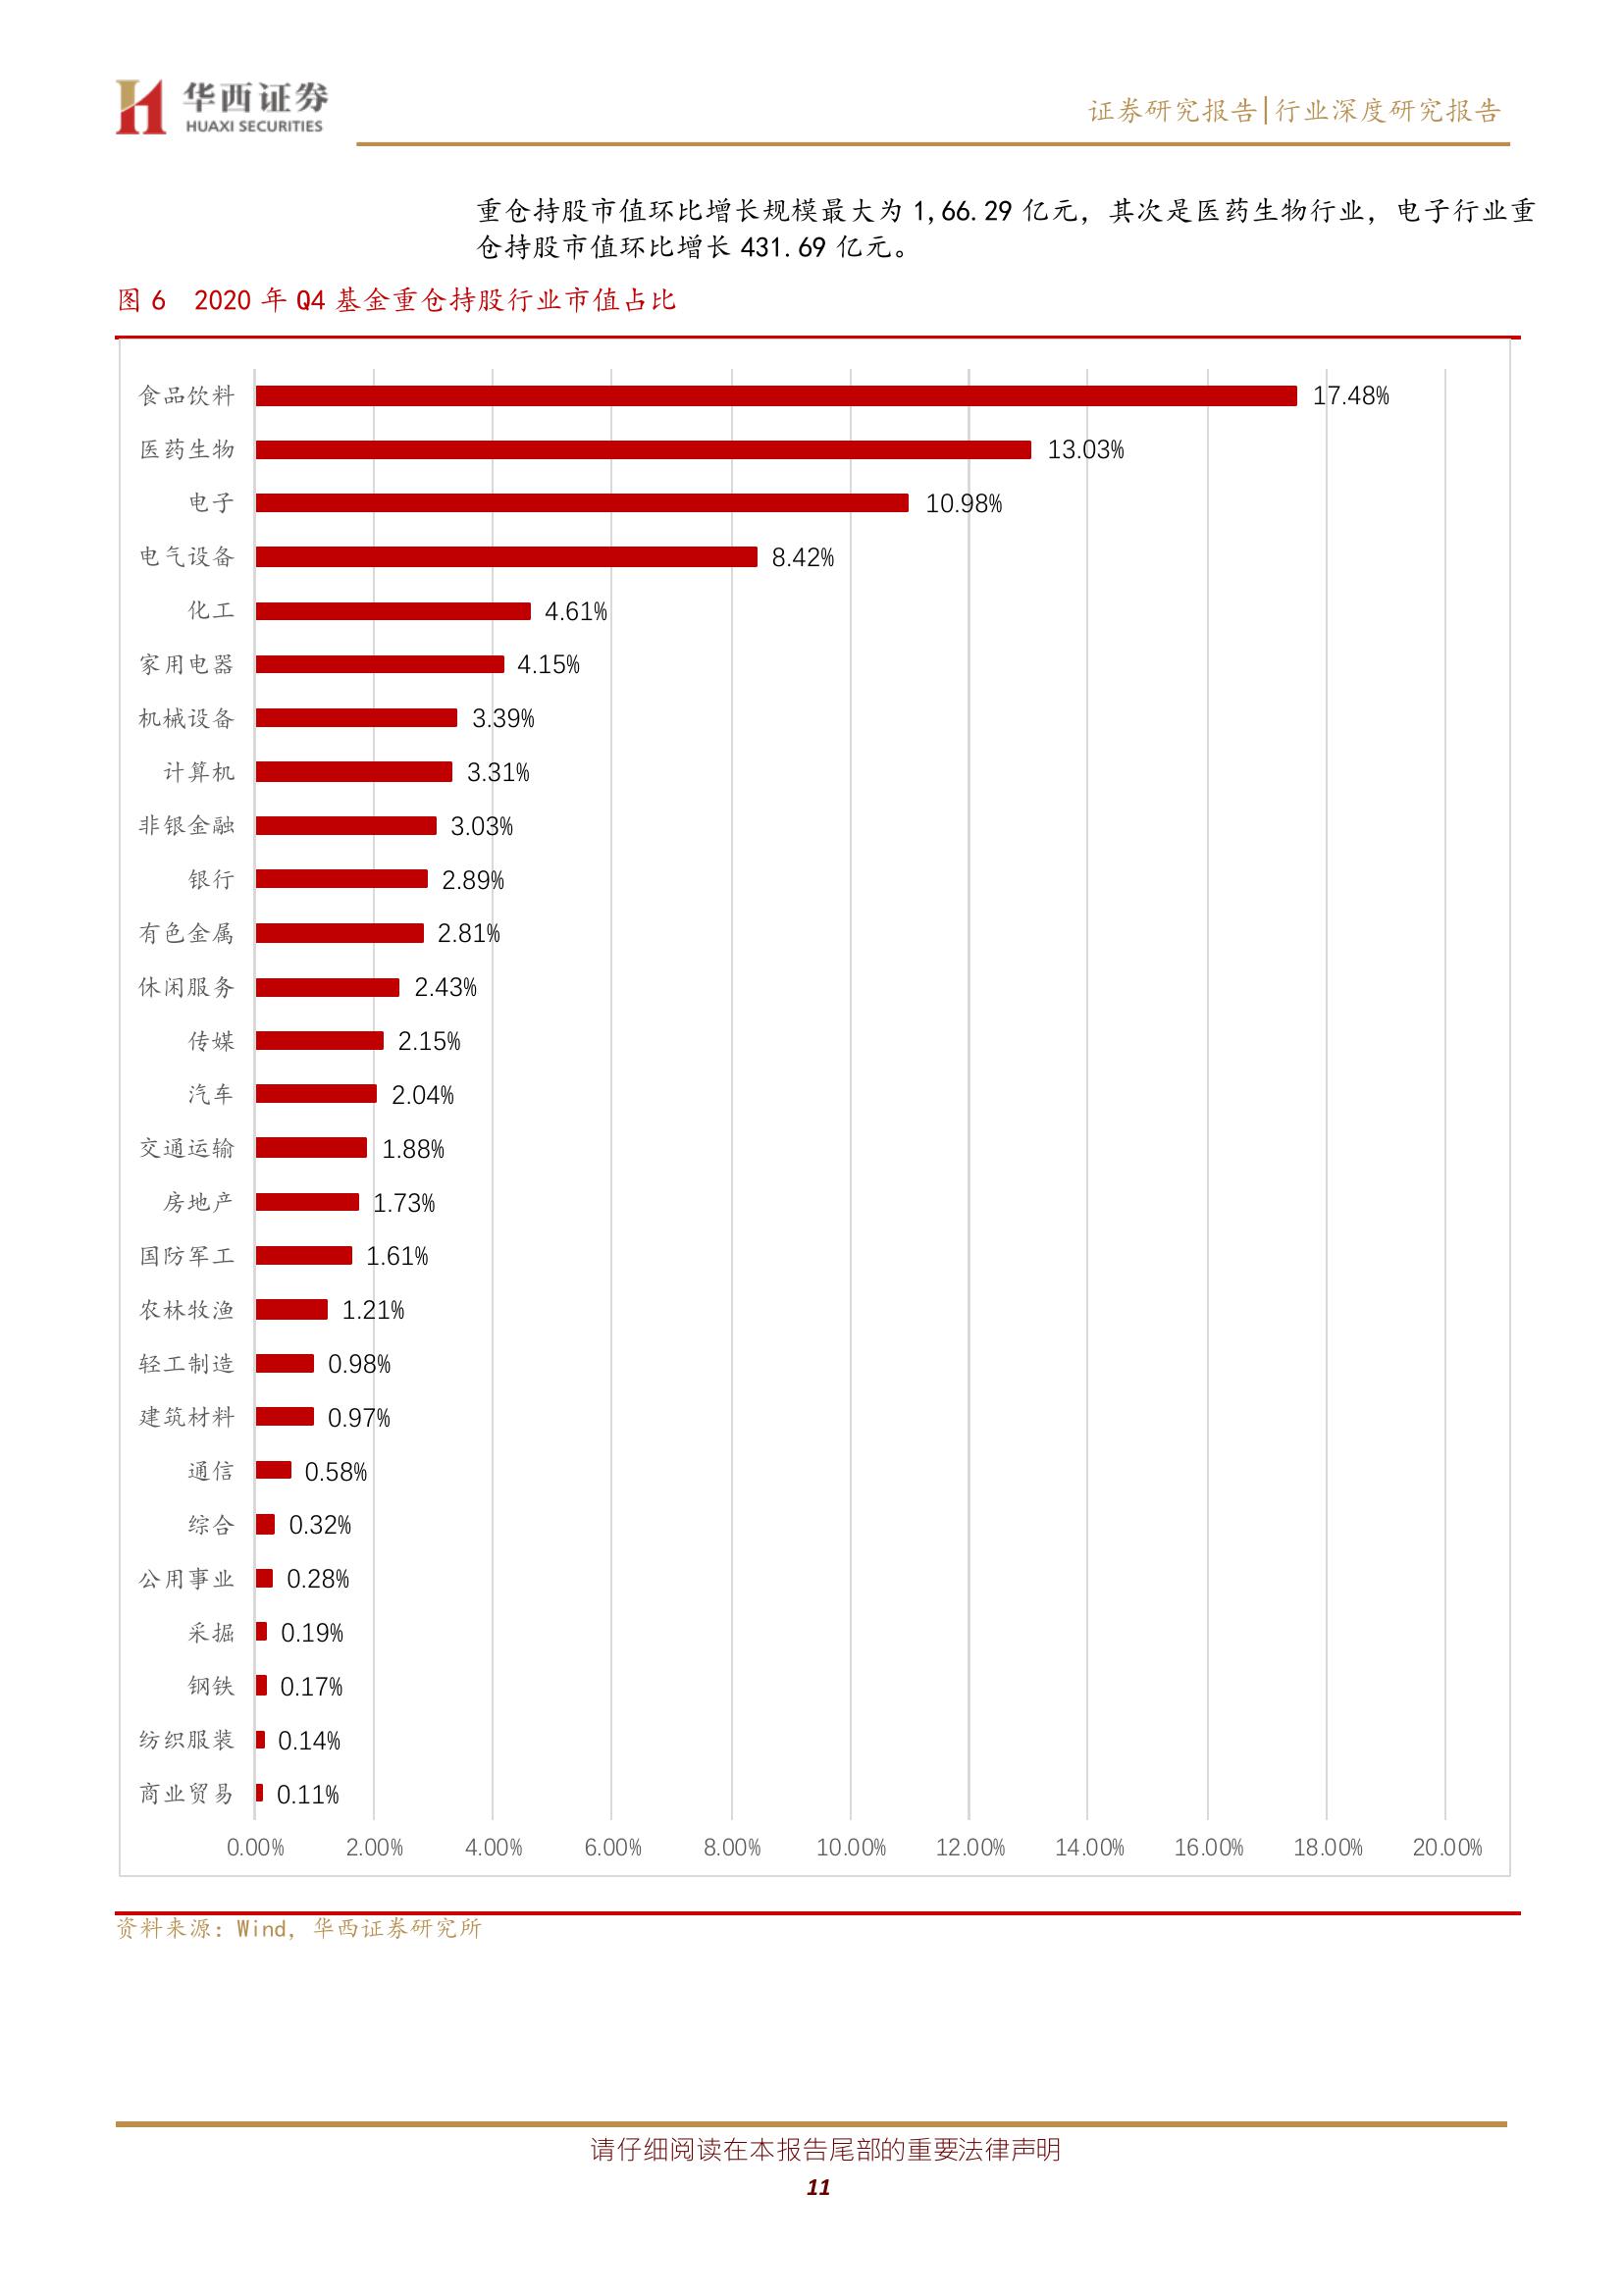 华西证券
HUAXI SECURITIES
证券研究报告|行业深度研究报告
重仓持股市值环比增长规模最大为 1,66.29 亿元，其次是医药生物行业，电子行业重
仓持股市值环比增长 431.69 亿元。
图 6 2020 年 Q4 基金重仓持股行业市值占比
食品饮料 17.48%
医药生物 13.03%
电子 10.98%
电气设备 8.42%
化工 4.61%
家用电器 4.15%
机械设备 3.39%
计算机 3.31%
非银金融 3.03%
银行 2.89%
有色金属 2.81%
休闲服务 2.43%
传媒 2.15%
汽车 2.04%
交通运输 1.88%
房地产 1.73%
国防军工 1.61%
农林牧渔 1.21%
轻工制造 0.98%
建筑材料 0.97%
通信 0.58%
综合 0.32%
公用事业 0.28%
采掘 0.19%
钢铁 0.17%
纺织服装 0.14%
商业贸易 0.11%
0.00% 2.00% 4.00% 6.00% 8.00% 10.00% 12.00% 14.00% 16.00% 18.00% 20.00%
资料来源：Wind，华西证券研究所
请仔细阅读在本报告尾部的重要法律声明
11